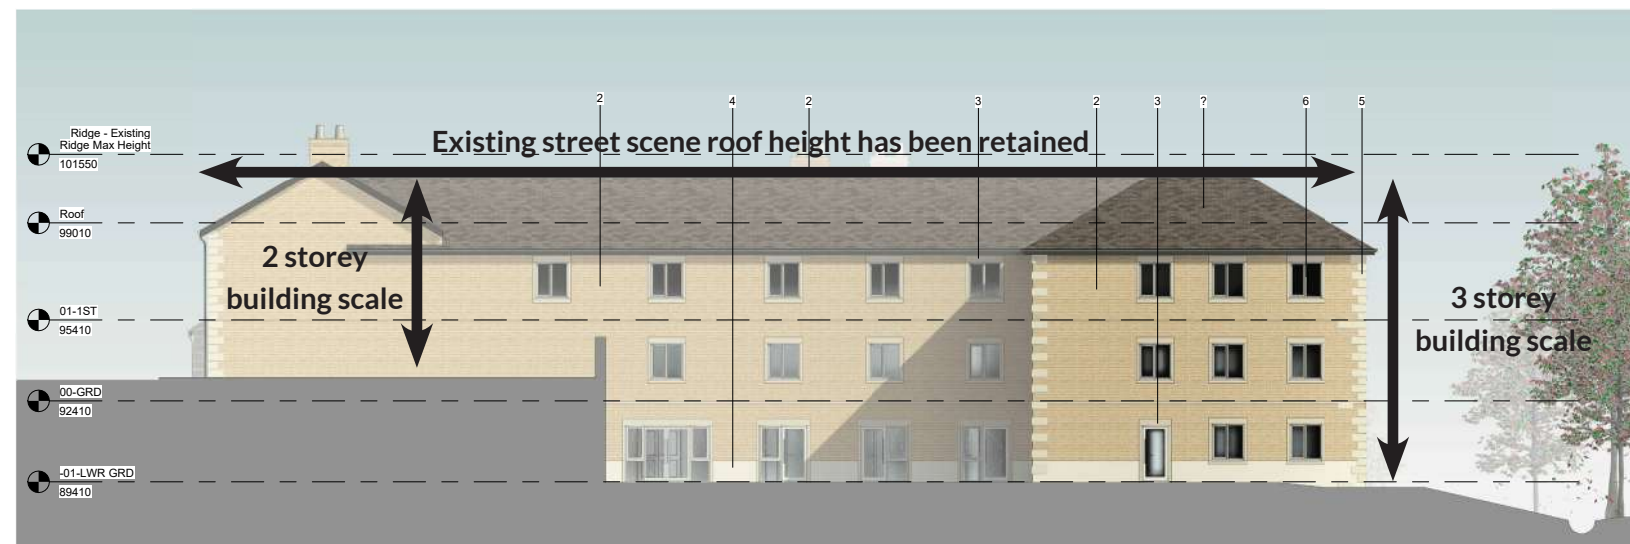 2
4
2
3
2
3
?
6
5
Ridge - Existing
Ridge Max Height
101550
Existing street scene roof height has been retained
Roof
99010
2 storey
building scale
01-1ST
95410
3 storey
building scale
00-GRD
92410
-01-LWR GRD
89410